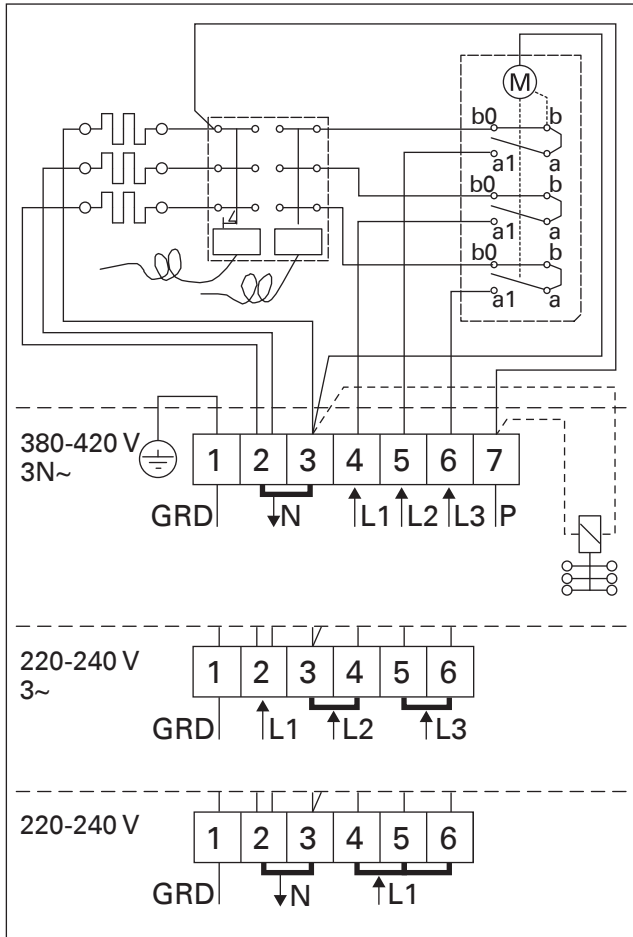 M
b0 b
a1 a
b0 b
a1 a
b0 b
a1 a
380-420 V
3N~
1 2 3 4 5 6 7
GRD N L1 L2 L3 P
220-240 V
3~
1 2 3 4 5 6
GRD L1 L2 L3
220-240 V
1 2 3 4 5 6
GRD N L1